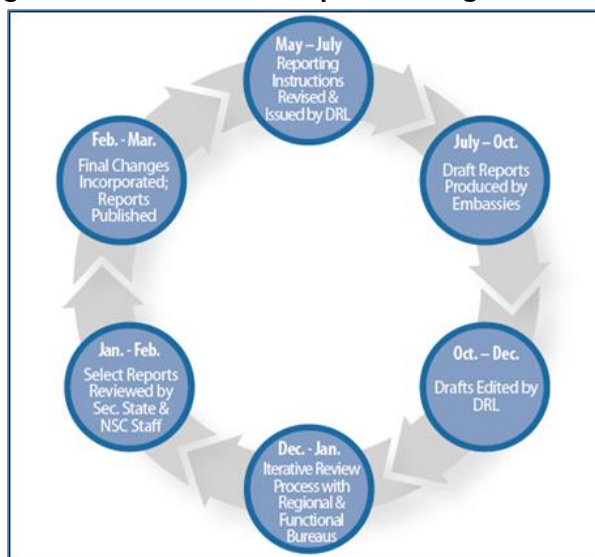 May – July
Reporting
Instructions
Revised &
Issued by DRL
July – Oct.
Draft Reports
Produced by
Embassies
Oct. – Dec.
Drafts Edited by
DRL
Dec. - Jan.
Iterative Review
Process with
Regional &
Functional
Bureaus
Jan. - Feb.
Select Reports
Reviewed by
Sec. State &
NSC Staff
Feb. - Mar.
Final Changes
Incorporated;
Reports
Published